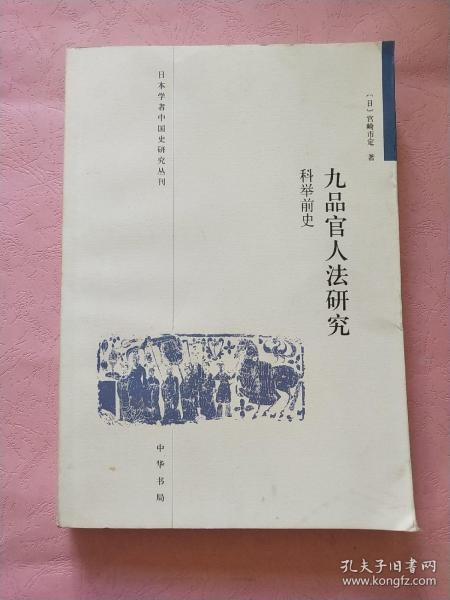 〔日〕宫崎市定 著
九品官人法研究
科举前史
日本学者中国史研究丛刊
中华书局
孔夫子旧书网
www.kongfz.com